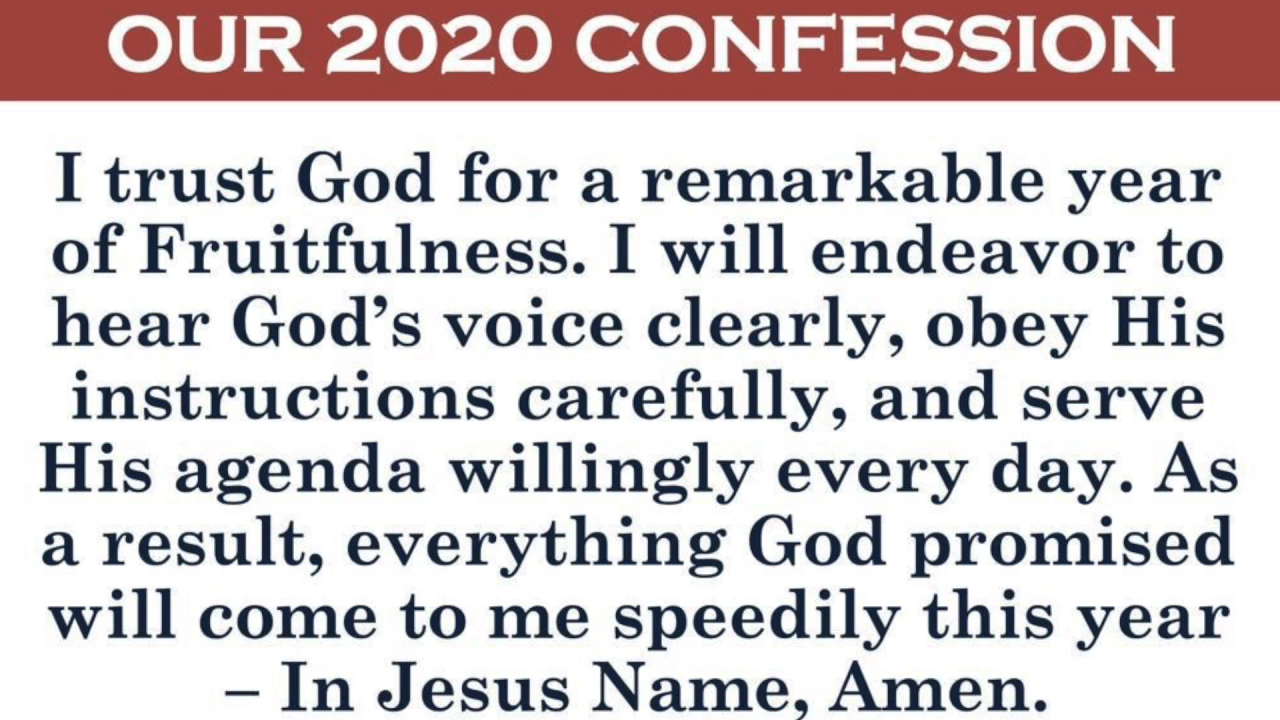 OUR 2020 CONFESSION
I trust God for a remarkable year
of Fruitfulness. I will endeavor to
hear God’s voice clearly, obey His
instructions carefully, and serve
His agenda willingly every day. As
a result, everything God promised
will come to me speedily this year
– In Jesus Name, Amen.